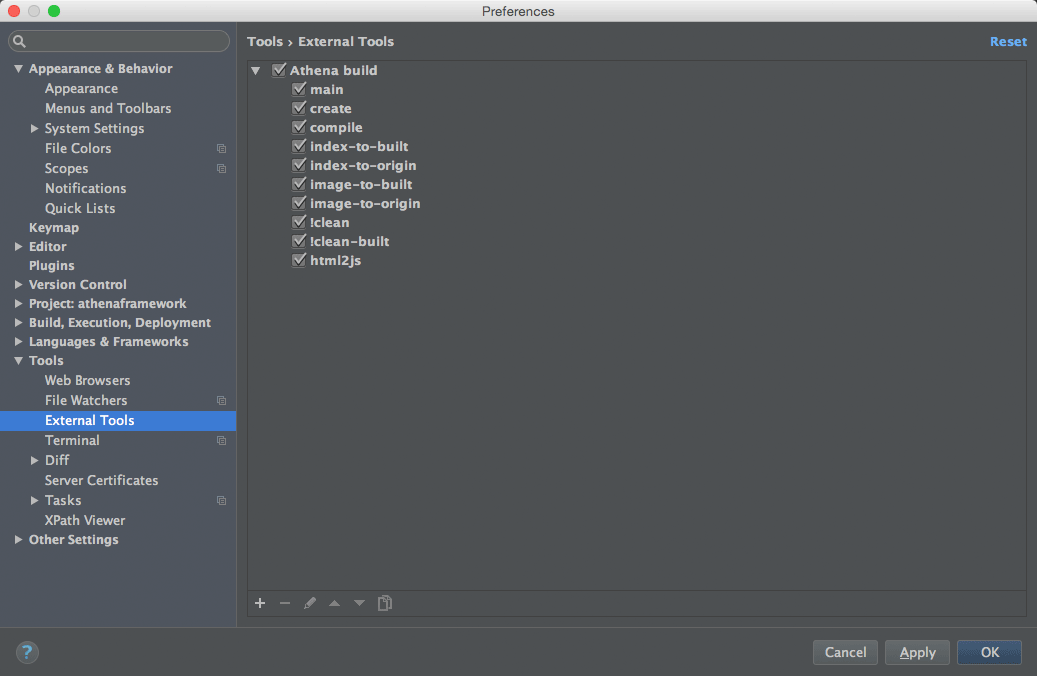 Preferences
Tools › External Tools
Reset
Appearance & Behavior
Appearance
Menus and Toolbars
System Settings
File Colors
Scopes
Notifications
Quick Lists
Keymap
Editor
Plugins
Version Control
Project: athenaframework
Build, Execution, Deployment
Languages & Frameworks
Tools
Web Browsers
File Watchers
External Tools
Terminal
Diff
Server Certificates
Tasks
XPath Viewer
Other Settings
Athena build
main
create
compile
index-to-built
index-to-origin
image-to-built
image-to-origin
!clean
!clean-built
html2js
?
Cancel
Apply
OK